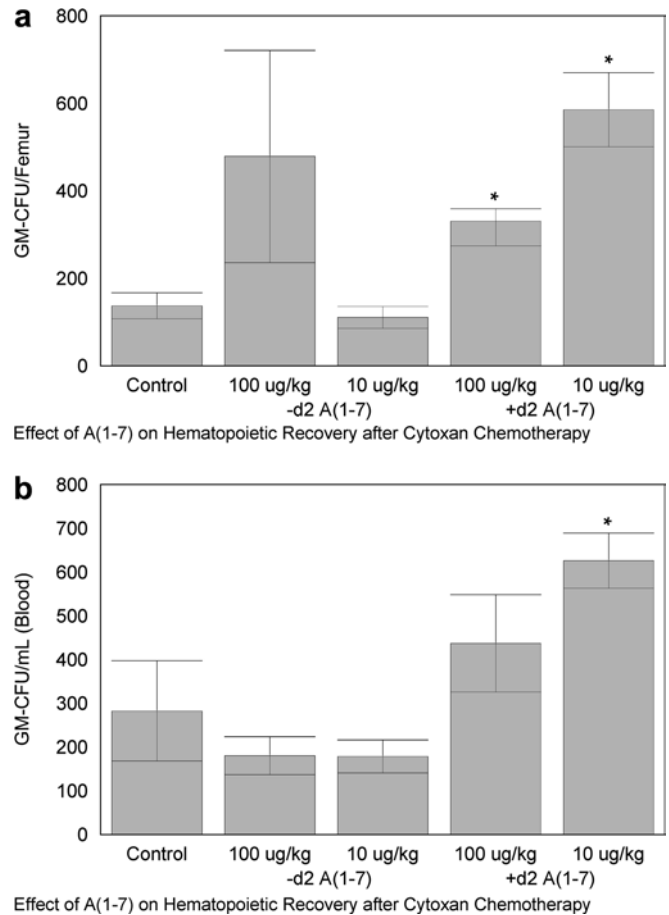 a
800
600
400
200
0
GM-CFU/Femur
*
*
Control 100 ug/kg 10 ug/kg 100 ug/kg 10 ug/kg
-d2 A(1-7) +d2 A(1-7)
Effect of A(1-7) on Hematopoietic Recovery after Cytoxan Chemotherapy
b
800
700
600
500
400
300
200
100
0
GM-CFU/mL (Blood)
*
Control 100 ug/kg 10 ug/kg 100 ug/kg 10 ug/kg
-d2 A(1-7) +d2 A(1-7)
Effect of A(1-7) on Hematopoietic Recovery after Cytoxan Chemotherapy